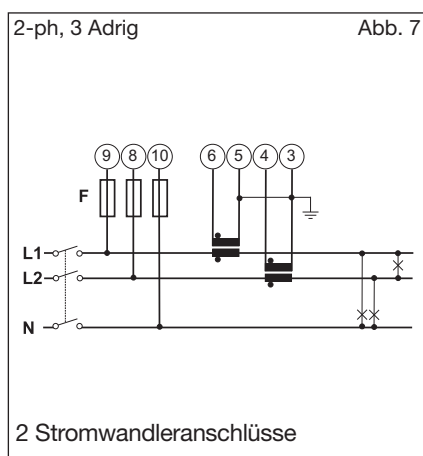 2-ph, 3 Adrig Abb. 7
9 8 10 6 5 4 3
F
L1
L2
N
2 Stromwandleranschlüsse